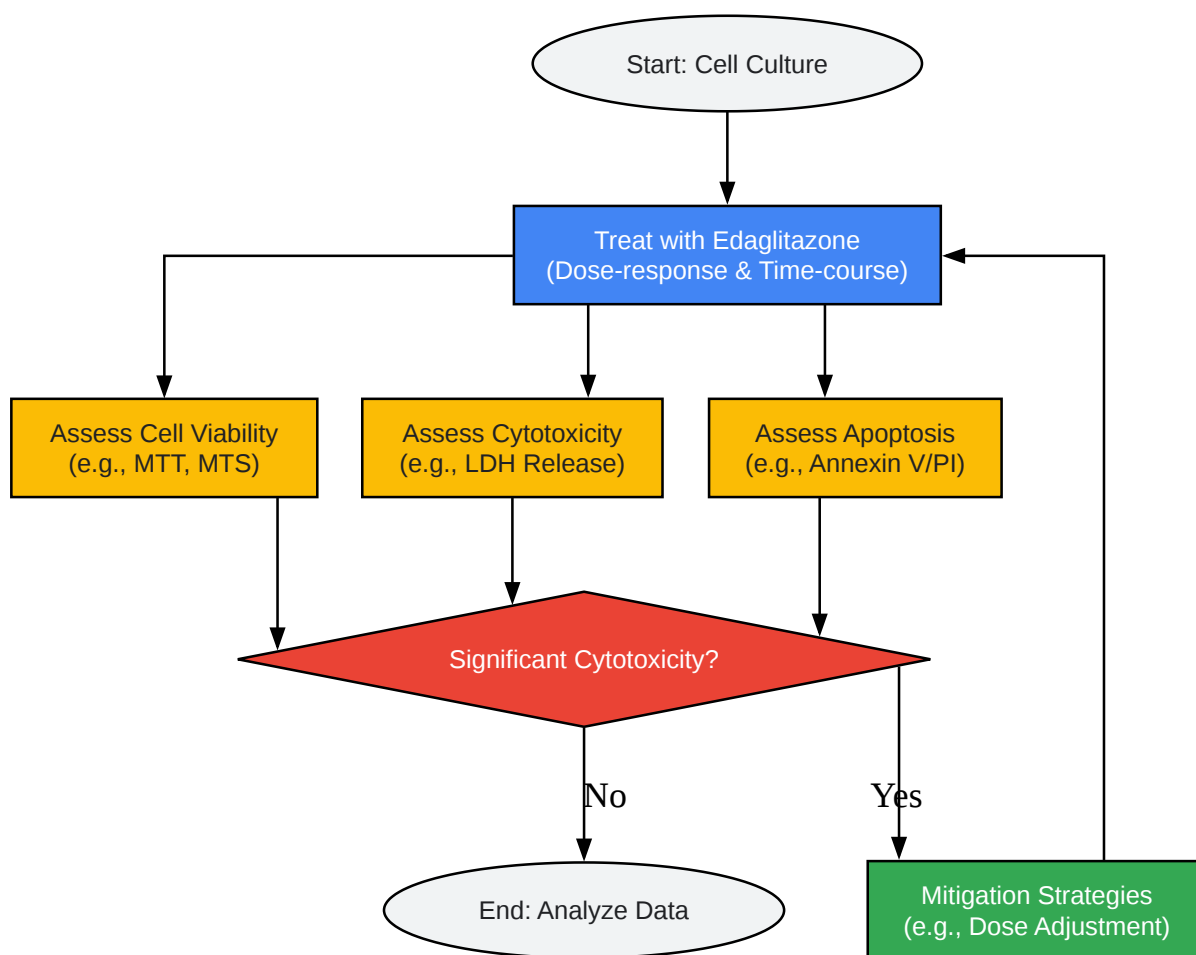 Start: Cell Culture
Treat with Edaglitazone
(Dose-response & Time-course)
Assess Cell Viability
(e.g., MTT, MTS)
Assess Cytotoxicity
(e.g., LDH Release)
Assess Apoptosis
(e.g., Annexin V/PI)
Significant Cytotoxicity?
No
Yes
End: Analyze Data
Mitigation Strategies
(e.g., Dose Adjustment)